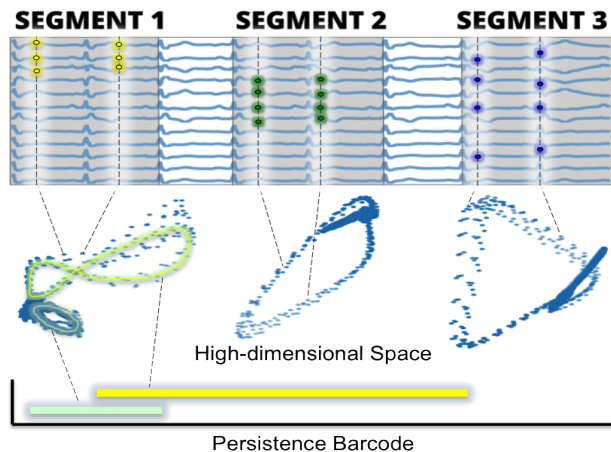 SEGMENT 1 SEGMENT 2 SEGMENT 3
High-dimensional Space
Persistence Barcode